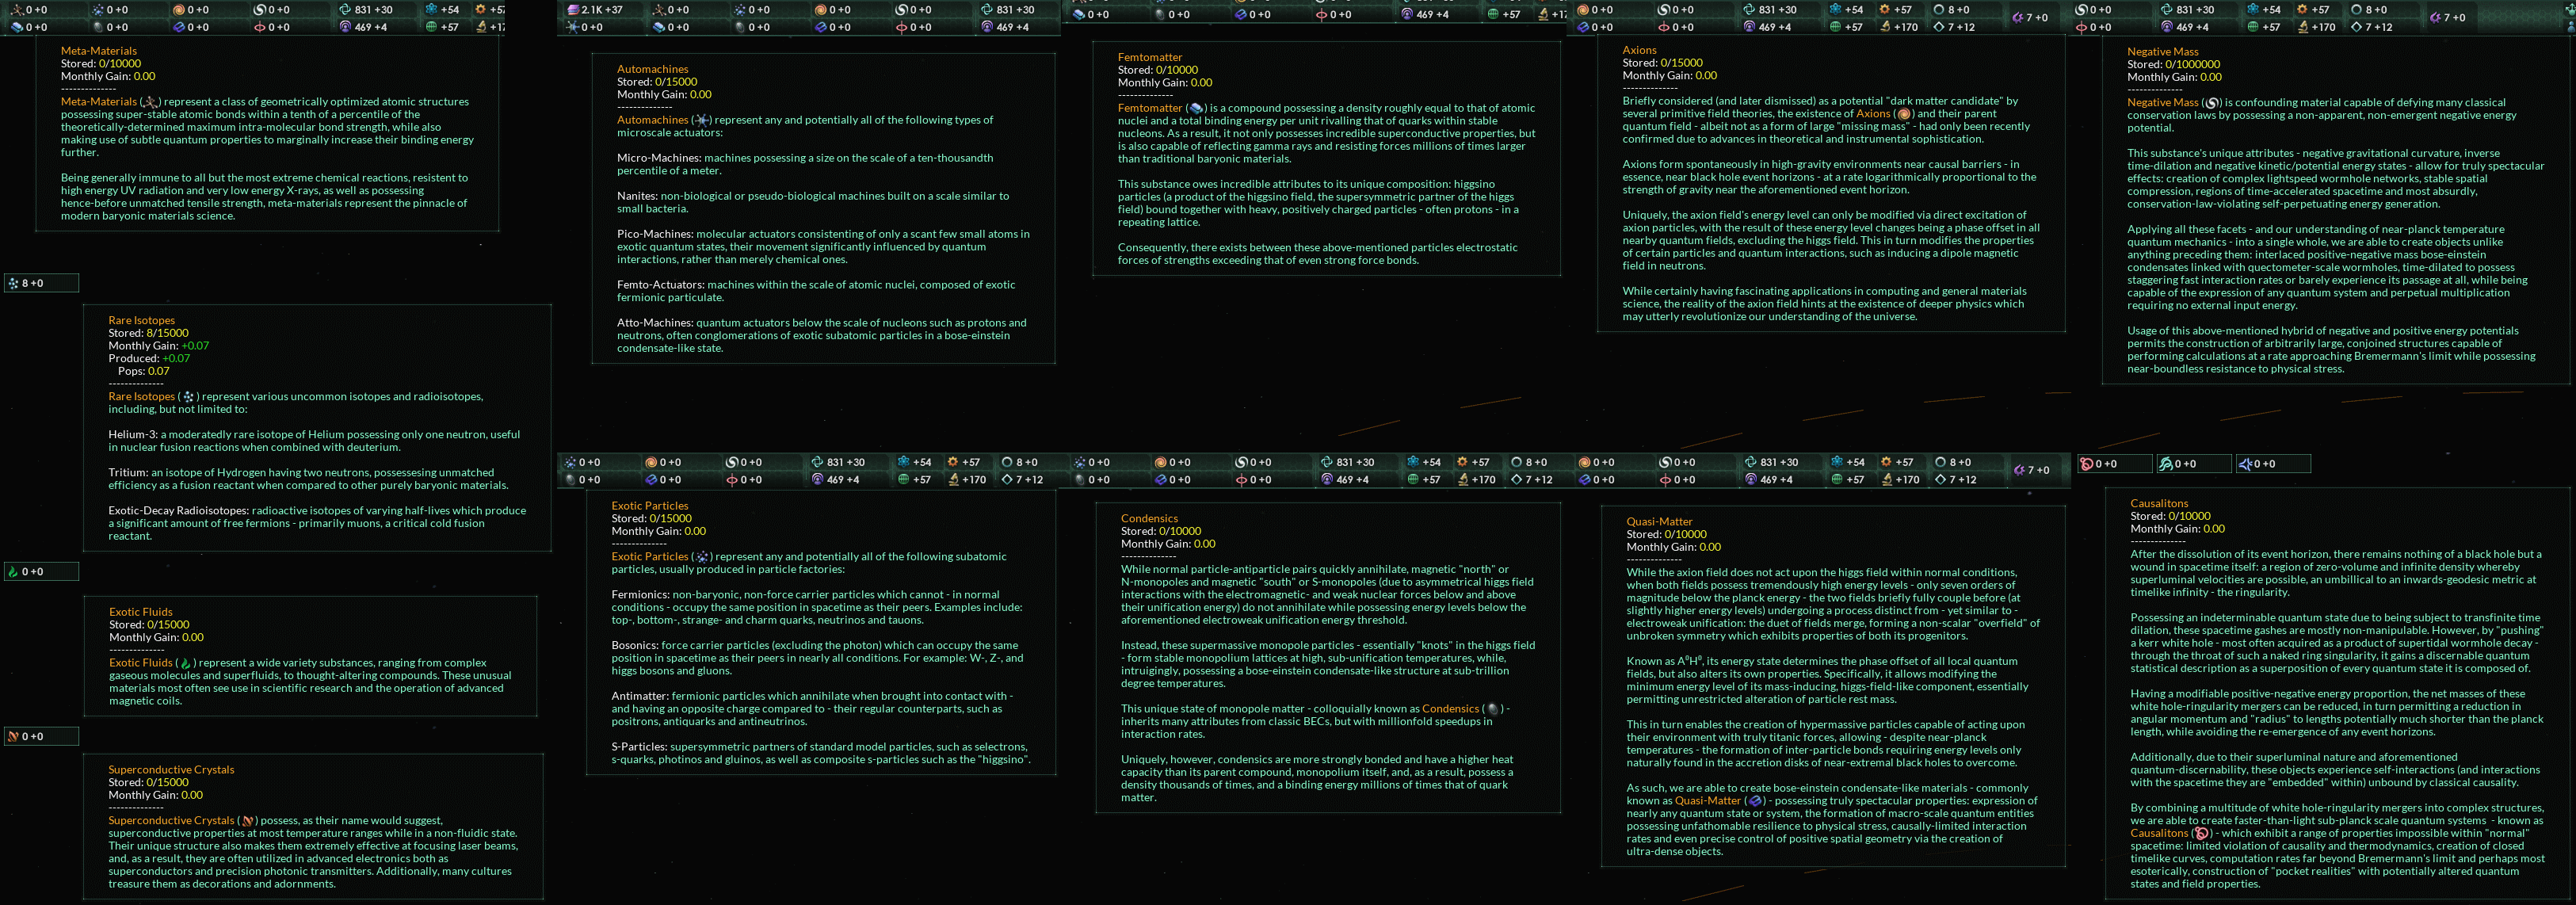 0 +0
0 +0
0 +0
0 +0
831 +30
+54
+57
0 +0
0 +0
0 +0
0 +0
469 +4
+57
Meta-Materials
Stored: 0/10000
Monthly Gain: 0.00
--------------
Meta-Materials ( ) represent a class of geometrically optimized atomic structures
possessing super-stable atomic bonds within a tenth of a percentile of the
theoretically-determined maximum intra-molecular bond strength, while also
making use of subtle quantum properties to marginally increase their binding energy
further.
Being generally immune to all but the most extreme chemical reactions, resistent to
high energy UV radiation and very low energy X-rays, as well as possessing
hence-before unmatched tensile strength, meta-materials represent the pinnacle of
modern baryonic materials science.
8 +0
Rare Isotopes
Stored: 8/15000
Monthly Gain: +0.07
Produced: +0.07
Pops: 0.07
--------------
Rare Isotopes ( ) represent various uncommon isotopes and radioisotopes,
including, but not limited to:
Helium-3: a moderatedly rare isotope of Helium possessing only one neutron, useful
in nuclear fusion reactions when combined with deuterium.
Tritium: an isotope of Hydrogen having two neutrons, possessesing unmatched
efficiency as a fusion reactant when compared to other purely baryonic materials.
Exotic-Decay Radioisotopes: radioactive isotopes of varying half-lives which produce
a significant amount of free fermions - primarily muons, a critical cold fusion
reactant.
0 +0
Exotic Fluids
Stored: 0/15000
Monthly Gain: 0.00
--------------
Exotic Fluids ( ) represent a wide variety substances, ranging from complex
gaseous molecules and superfluids, to thought-altering compounds. These unusual
materials most often see use in scientific research and the operation of advanced
magnetic coils.
0 +0
Superconductive Crystals
Stored: 0/15000
Monthly Gain: 0.00
--------------
Superconductive Crystals ( ) possess, as their name would suggest,
superconductive properties at most temperature ranges while in a non-fluidic state.
Their unique structure also makes them extremely effective at focusing laser beams,
and, as a result, they are often utilized in advanced electronics both as
superconductors and precision photonic transmitters. Additionally, many cultures
treasure them as decorations and adornments.
2.1K +37
0 +0
0 +0
0 +0
0 +0
831 +30
0 +0
0 +0
0 +0
0 +0
0 +0
469 +4
Automachines
Stored: 0/15000
Monthly Gain: 0.00
--------------
Automachines ( ) represent any and potentially all of the following types of
microscale actuators:
Micro-Machines: machines possessing a size on the scale of a ten-thousandth
percentile of a meter.
Nanites: non-biological or pseudo-biological machines built on a scale similar to
small bacteria.
Pico-Machines: molecular actuators consistenting of only a scant few small atoms in
exotic quantum states, their movement significantly influenced by quantum
interactions, rather than merely chemical ones.
Femto-Actuators: machines within the scale of atomic nuclei, composed of exotic
fermionic particulate.
Atto-Machines: quantum actuators below the scale of nucleons such as protons and
neutrons, often conglomerations of exotic subatomic particles in a bose-einstein
condensate-like state.
0 +0
0 +0
0 +0
831 +30
+54
+57
8 +0
0 +0
0 +0
0 +0
469 +4
+57
+170
7 +12
Exotic Particles
Stored: 0/15000
Monthly Gain: 0.00
--------------
Exotic Particles ( ) represent any and potentially all of the following subatomic
particles, usually produced in particle factories:
Fermionics: non-baryonic, non-force carrier particles which cannot - in normal
conditions - occupy the same position in spacetime as their peers. Examples include:
top-, bottom-, strange- and charm quarks, neutrinos and tauons.
Bosonics: force carrier particles (excluding the photon) which can occupy the same
position in spacetime as their peers in nearly all conditions. For example: W-, Z-, and
higgs bosons and gluons.
Antimatter: fermionic particles which annihilate when brought into contact with -
and having an opposite charge compared to - their regular counterparts, such as
positrons, antiquarks and antineutrinos.
S-Particles: supersymmetric partners of standard model particles, such as selectrons,
s-quarks, photinos and gluinos, as well as composite s-particles such as the "higgsino".
0 +0
0 +0
0 +0
0 +0
469 +4
+57
Femtomatter
Stored: 0/10000
Monthly Gain: 0.00
--------------
Femtomatter ( ) is a compound possessing a density roughly equal to that of atomic
nuclei and a total binding energy per unit rivalling that of quarks within stable
nucleons. As a result, it not only possesses incredible superconductive properties, but
is also capable of reflecting gamma rays and resisting forces millions of times larger
than traditional baryonic materials.
This substance owes incredible attributes to its unique composition: higgsino
particles (a product of the higgsino field, the supersymmetric partner of the higgs
field) bound together with heavy, positively charged particles - often protons - in a
repeating lattice.
Consequently, there exists between these above-mentioned particles electrostatic
forces of strengths exceeding that of even strong force bonds.
0 +0
0 +0
0 +0
831 +30
+54
+57
8 +0
0 +0
0 +0
0 +0
469 +4
+57
+170
7 +12
Condensics
Stored: 0/10000
Monthly Gain: 0.00
--------------
While normal particle-antiparticle pairs quickly annihilate, magnetic "north" or
N-monopoles and magnetic "south" or S-monopoles (due to asymmetrical higgs field
interactions with the electromagnetic- and weak nuclear forces below and above
their unification energy) do not annihilate while possessing energy levels below the
aforementioned electroweak unification energy threshold.
Instead, these supermassive monopole particles - essentially "knots" in the higgs field
- form stable monopolium lattices at high, sub-unification temperatures, while,
intruigingly, possessing a bose-einstein condensate-like structure at sub-trillion
degree temperatures.
This unique state of monopole matter - colloquially known as Condensics ( ) -
inherits many attributes from classic BECs, but with millionfold speedups in
interaction rates.
Uniquely, however, condensics are more strongly bonded and have a higher heat
capacity than its parent compound, monopolium itself, and, as a result, possess a
density thousands of times, and a binding energy millions of times that of quark
matter.
0 +0
0 +0
831 +30
+54
+57
8 +0
7 +0
0 +0
0 +0
469 +4
+57
+170
7 +12
Axions
Stored: 0/15000
Monthly Gain: 0.00
--------------
Briefly considered (and later dismissed) as a potential "dark matter candidate" by
several primitive field theories, the existence of Axions ( ) and their parent
quantum field - albeit not as a form of large "missing mass" - had only been recently
confirmed due to advances in theoretical and instrumental sophistication.
Axions form spontaneously in high-gravity environments near causal barriers - in
essence, near black hole event horizons - at a rate logarithmically proportional to the
strength of gravity near the aforementioned event horizon.
Uniquely, the axion field's energy level can only be modified via direct excitation of
axion particles, with the result of these energy level changes being a phase offset in all
nearby quantum fields, excluding the higgs field. This in turn modifies the properties
of certain particles and quantum interactions, such as inducing a dipole magnetic
field in neutrons.
While certainly having fascinating applications in computing and general materials
science, the reality of the axion field hints at the existence of deeper physics which
may utterly revolutionize our understanding of the universe.
0 +0
0 +0
831 +30
+54
+57
8 +0
7 +0
0 +0
0 +0
469 +4
+57
+170
7 +12
Quasi-Matter
Stored: 0/10000
Monthly Gain: 0.00
--------------
While the axion field does not act upon the higgs field within normal conditions,
when both fields possess tremendously high energy levels - only seven orders of
magnitude below the planck energy - the two fields briefly fully couple before (at
slightly higher energy levels) undergoing a process distinct from - yet similar to -
electroweak unification: the duet of fields merge, forming a non-scalar "overfield" of
unbroken symmetry which exhibits properties of both its progenitors.
Known as A⁰H⁰, its energy state determines the phase offset of all local quantum
fields, but also alters its own properties. Specifically, it allows modifying the
minimum energy level of its mass-inducing, higgs-field-like component, essentially
permitting unrestricted alteration of particle rest mass.
This in turn enables the creation of hypermassive particles capable of acting upon
their environment with truly titanic forces, allowing - despite near-planck
temperatures - the formation of inter-particle bonds requiring energy levels only
naturally found in the accretion disks of near-extremal black holes to overcome.
As such, we are able to create bose-einstein condensate-like materials - commonly
known as Quasi-Matter ( ) - possessing truly spectacular properties: expression of
nearly any quantum state or system, the formation of macro-scale quantum entities
possessing unfathomable resilience to physical stress, causally-limited interaction
rates and even precise control of positive spatial geometry via the creation of
ultra-dense objects.
0 +0
831 +30
+54
+57
8 +0
7 +0
0 +0
469 +4
+57
+170
7 +12
Negative Mass
Stored: 0/1000000
Monthly Gain: 0.00
--------------
Negative Mass ( ) is confounding material capable of defying many classical
conservation laws by possessing a non-apparent, non-emergent negative energy
potential.
This substance's unique attributes - negative gravitational curvature, inverse
time-dilation and negative kinetic/potential energy states - allow for truly spectacular
effects: creation of complex lightspeed wormhole networks, stable spatial
compression, regions of time-accelerated spacetime and most absurdly,
conservation-law-violating self-perpetuating energy generation.
Applying all these facets - and our understanding of near-planck temperature
quantum mechanics - into a single whole, we are able to create objects unlike
anything preceding them: interlaced positive-negative mass bose-einstein
condensates linked with quectometer-scale wormholes, time-dilated to possess
staggering fast interaction rates or barely experience its passage at all, while being
capable of the expression of any quantum system and perpetual multiplication
requiring no external input energy.
Usage of this above-mentioned hybrid of negative and positive energy potentials
permits the construction of arbitrarily large, conjoined structures capable of
performing calculations at a rate approaching Bremermann's limit while possessing
near-boundless resistance to physical stress.
0 +0
0 +0
0 +0
Causalitons
Stored: 0/10000
Monthly Gain: 0.00
--------------
After the dissolution of its event horizon, there remains nothing of a black hole but a
wound in spacetime itself: a region of zero-volume and infinite density whereby
superluminal velocities are possible, an umbillical to an inwards-geodesic metric at
timelike infinity - the ringularity.
Possessing an indeterminable quantum state due to being subject to transfinite time
dilation, these spacetime gashes are mostly non-manipulable. However, by "pushing"
a kerr white hole - most often acquired as a product of supertidal wormhole decay -
through the throat of such a naked ring singularity, it gains a discernable quantum
statistical description as a superposition of every quantum state it is composed of.
Having a modifiable positive-negative energy proportion, the net masses of these
white hole-ringularity mergers can be reduced, in turn permitting a reduction in
angular momentum and "radius" to lengths potentially much shorter than the planck
length, while avoiding the re-emergence of any event horizons.
Additionally, due to their superluminal nature and aforementioned
quantum-discernability, these objects experience self-interactions (and interactions
with the spacetime they are "embedded" within) unbound by classical causality.
By combining a multitude of white hole-ringularity mergers into complex structures,
we are able to create faster-than-light sub-planck scale quantum systems - known as
Causalitons ( ) - which exhibit a range of properties impossible within "normal"
spacetime: limited violation of causality and thermodynamics, creation of closed
timelike curves, computation rates far beyond Bremermann's limit and perhaps most
esoterically, construction of "pocket realities" with potentially altered quantum
states and field properties.